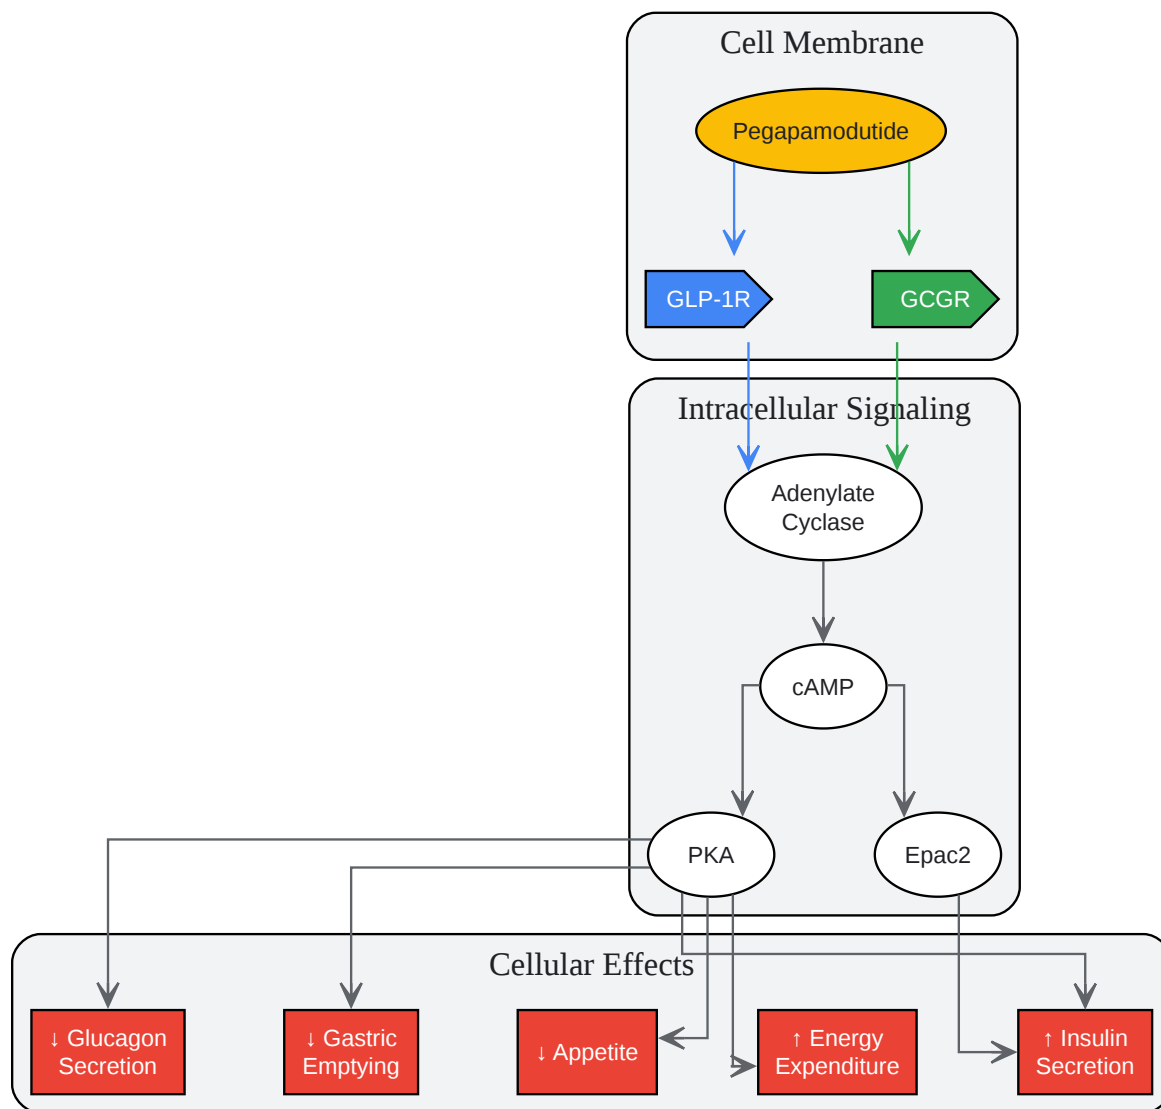 Cell Membrane
Pegapamodutide
GLP-1R
GCGR
Intracellular Signaling
Adenylate
Cyclase
cAMP
PKA
Epac2
Cellular Effects
↓ Glucagon
Secretion
↓ Gastric
Emptying
↓ Appetite
↑ Energy
Expenditure
↑ Insulin
Secretion